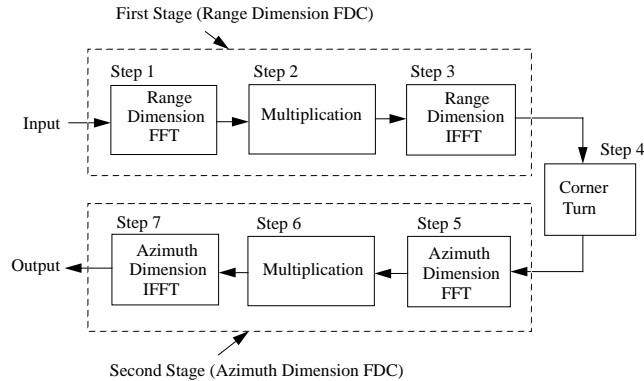 First Stage (Range Dimension FDC)
Step 1
Step 2
Step 3
Input
Range
Dimension
FFT
Multiplication
Range
Dimension
IFFT
Step 4
Corner
Turn
Step 7
Step 6
Step 5
Output
Azimuth
Dimension
IFFT
Multiplication
Azimuth
Dimension
FFT
Second Stage (Azimuth Dimension FDC)